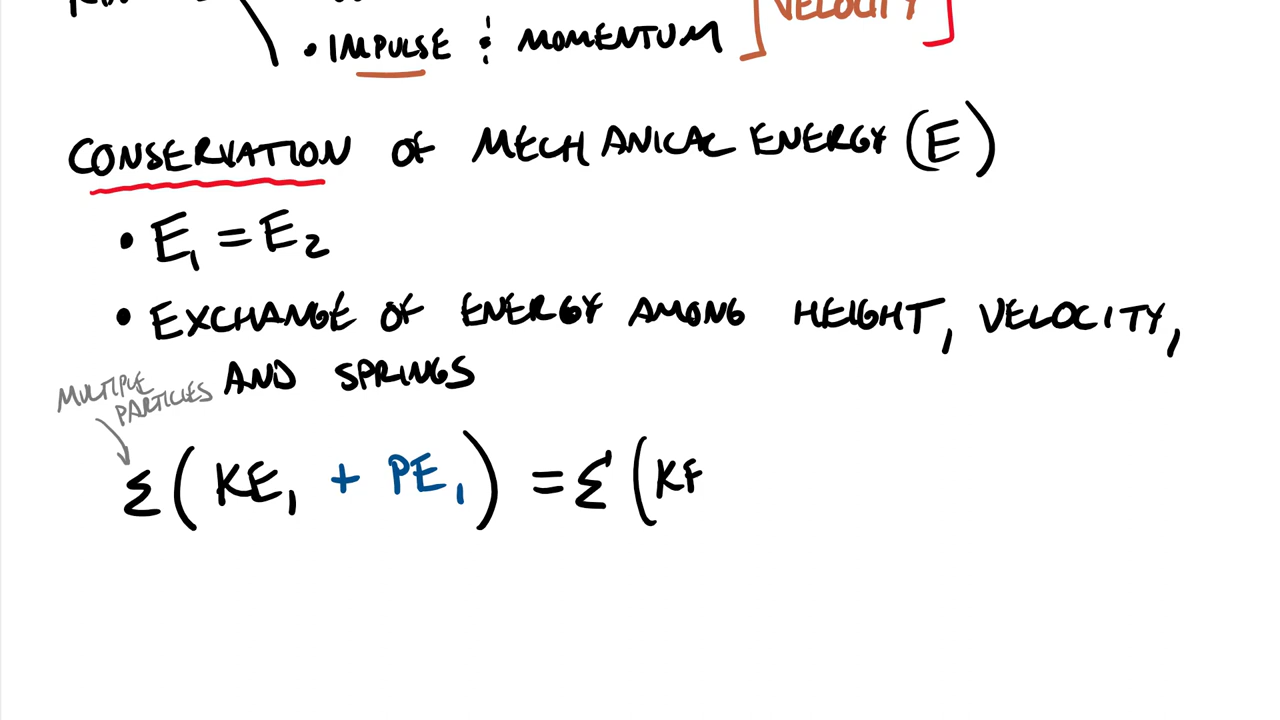 VELOCITY
• IMPULSE & MOMENTUM
CONSERVATION OF MECHANICAL ENERGY (E)
• E₁ = E₂
• EXCHANGE OF ENERGY AMONG HEIGHT, VELOCITY,
AND SPRINGS
MULTIPLE
PARTICLES
Σ( KE₁ + PE₁ ) = Σ(KE